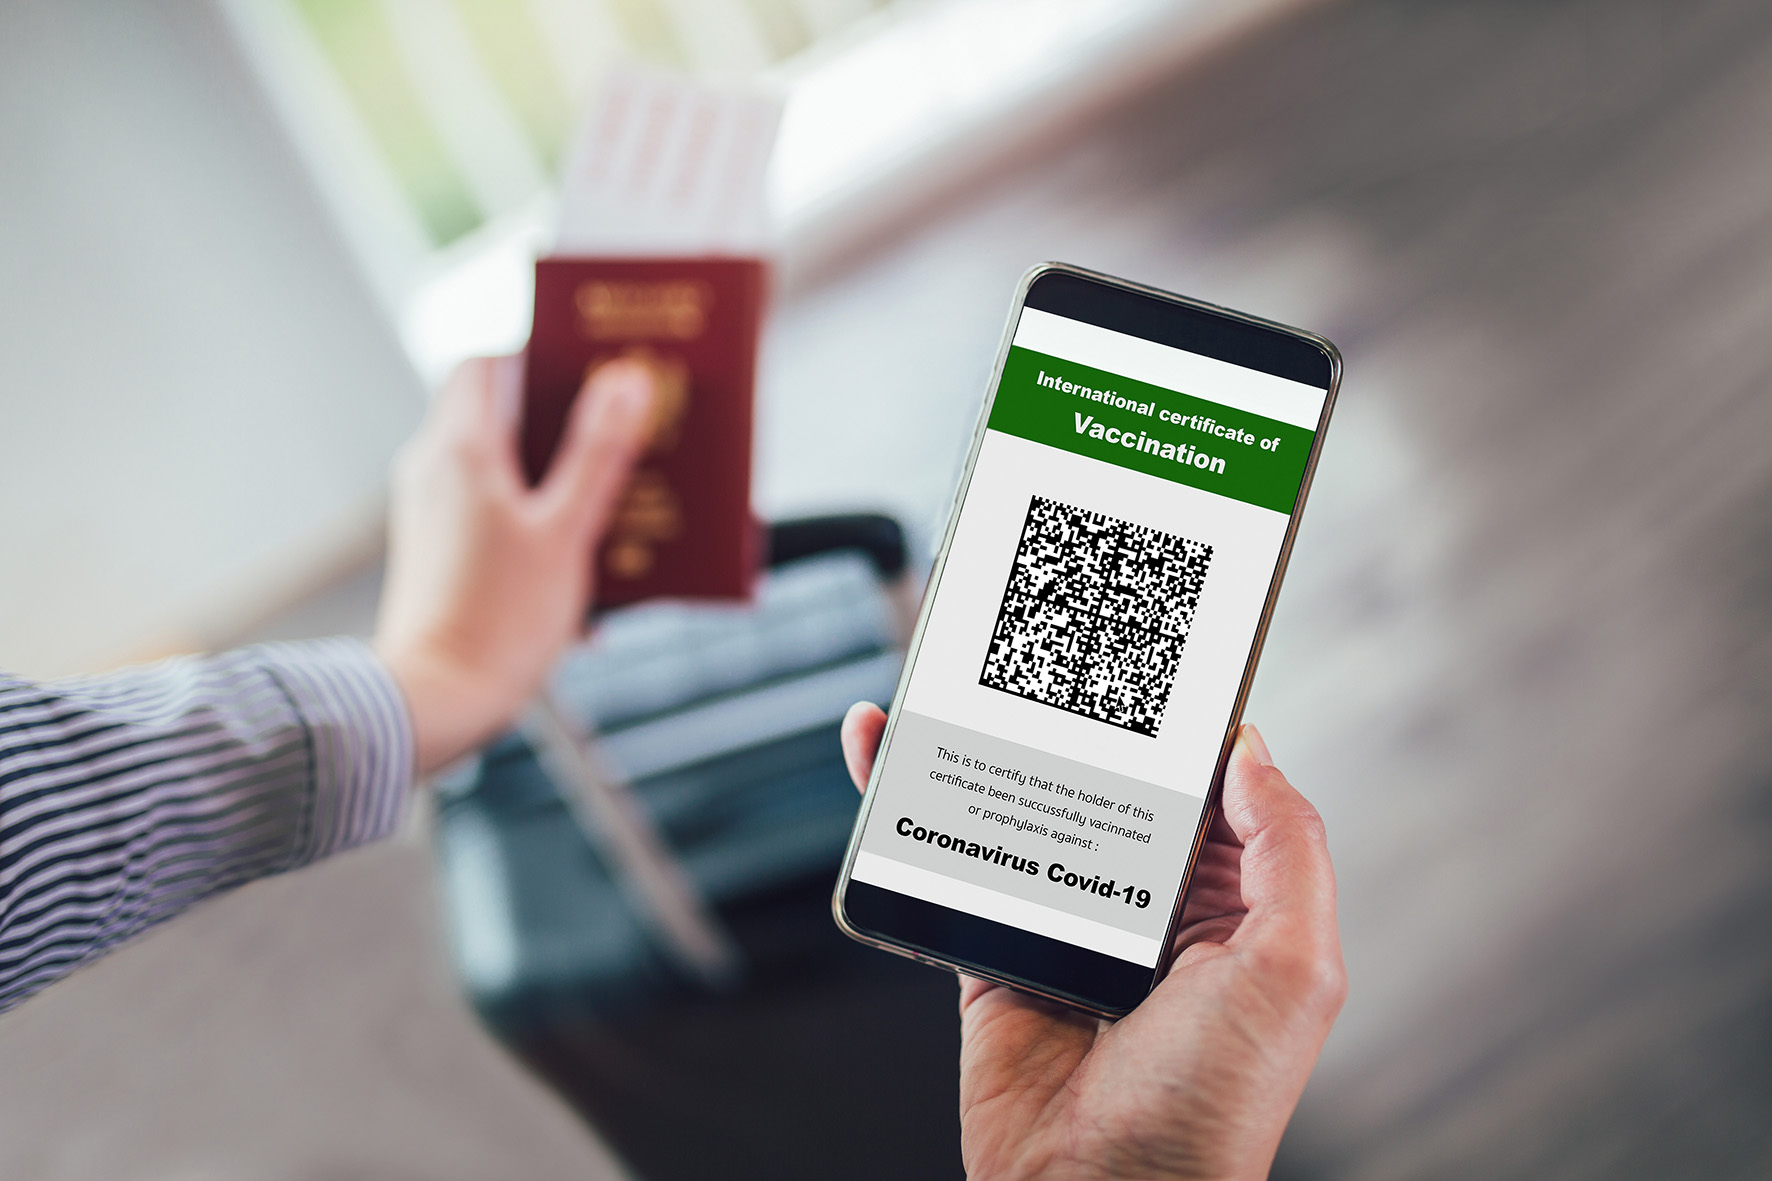 International certificate of
Vaccination
This is to certify that the holder of this
certificate been succussfully vacinnated
or prophylaxis against :
Coronavirus Covid-19